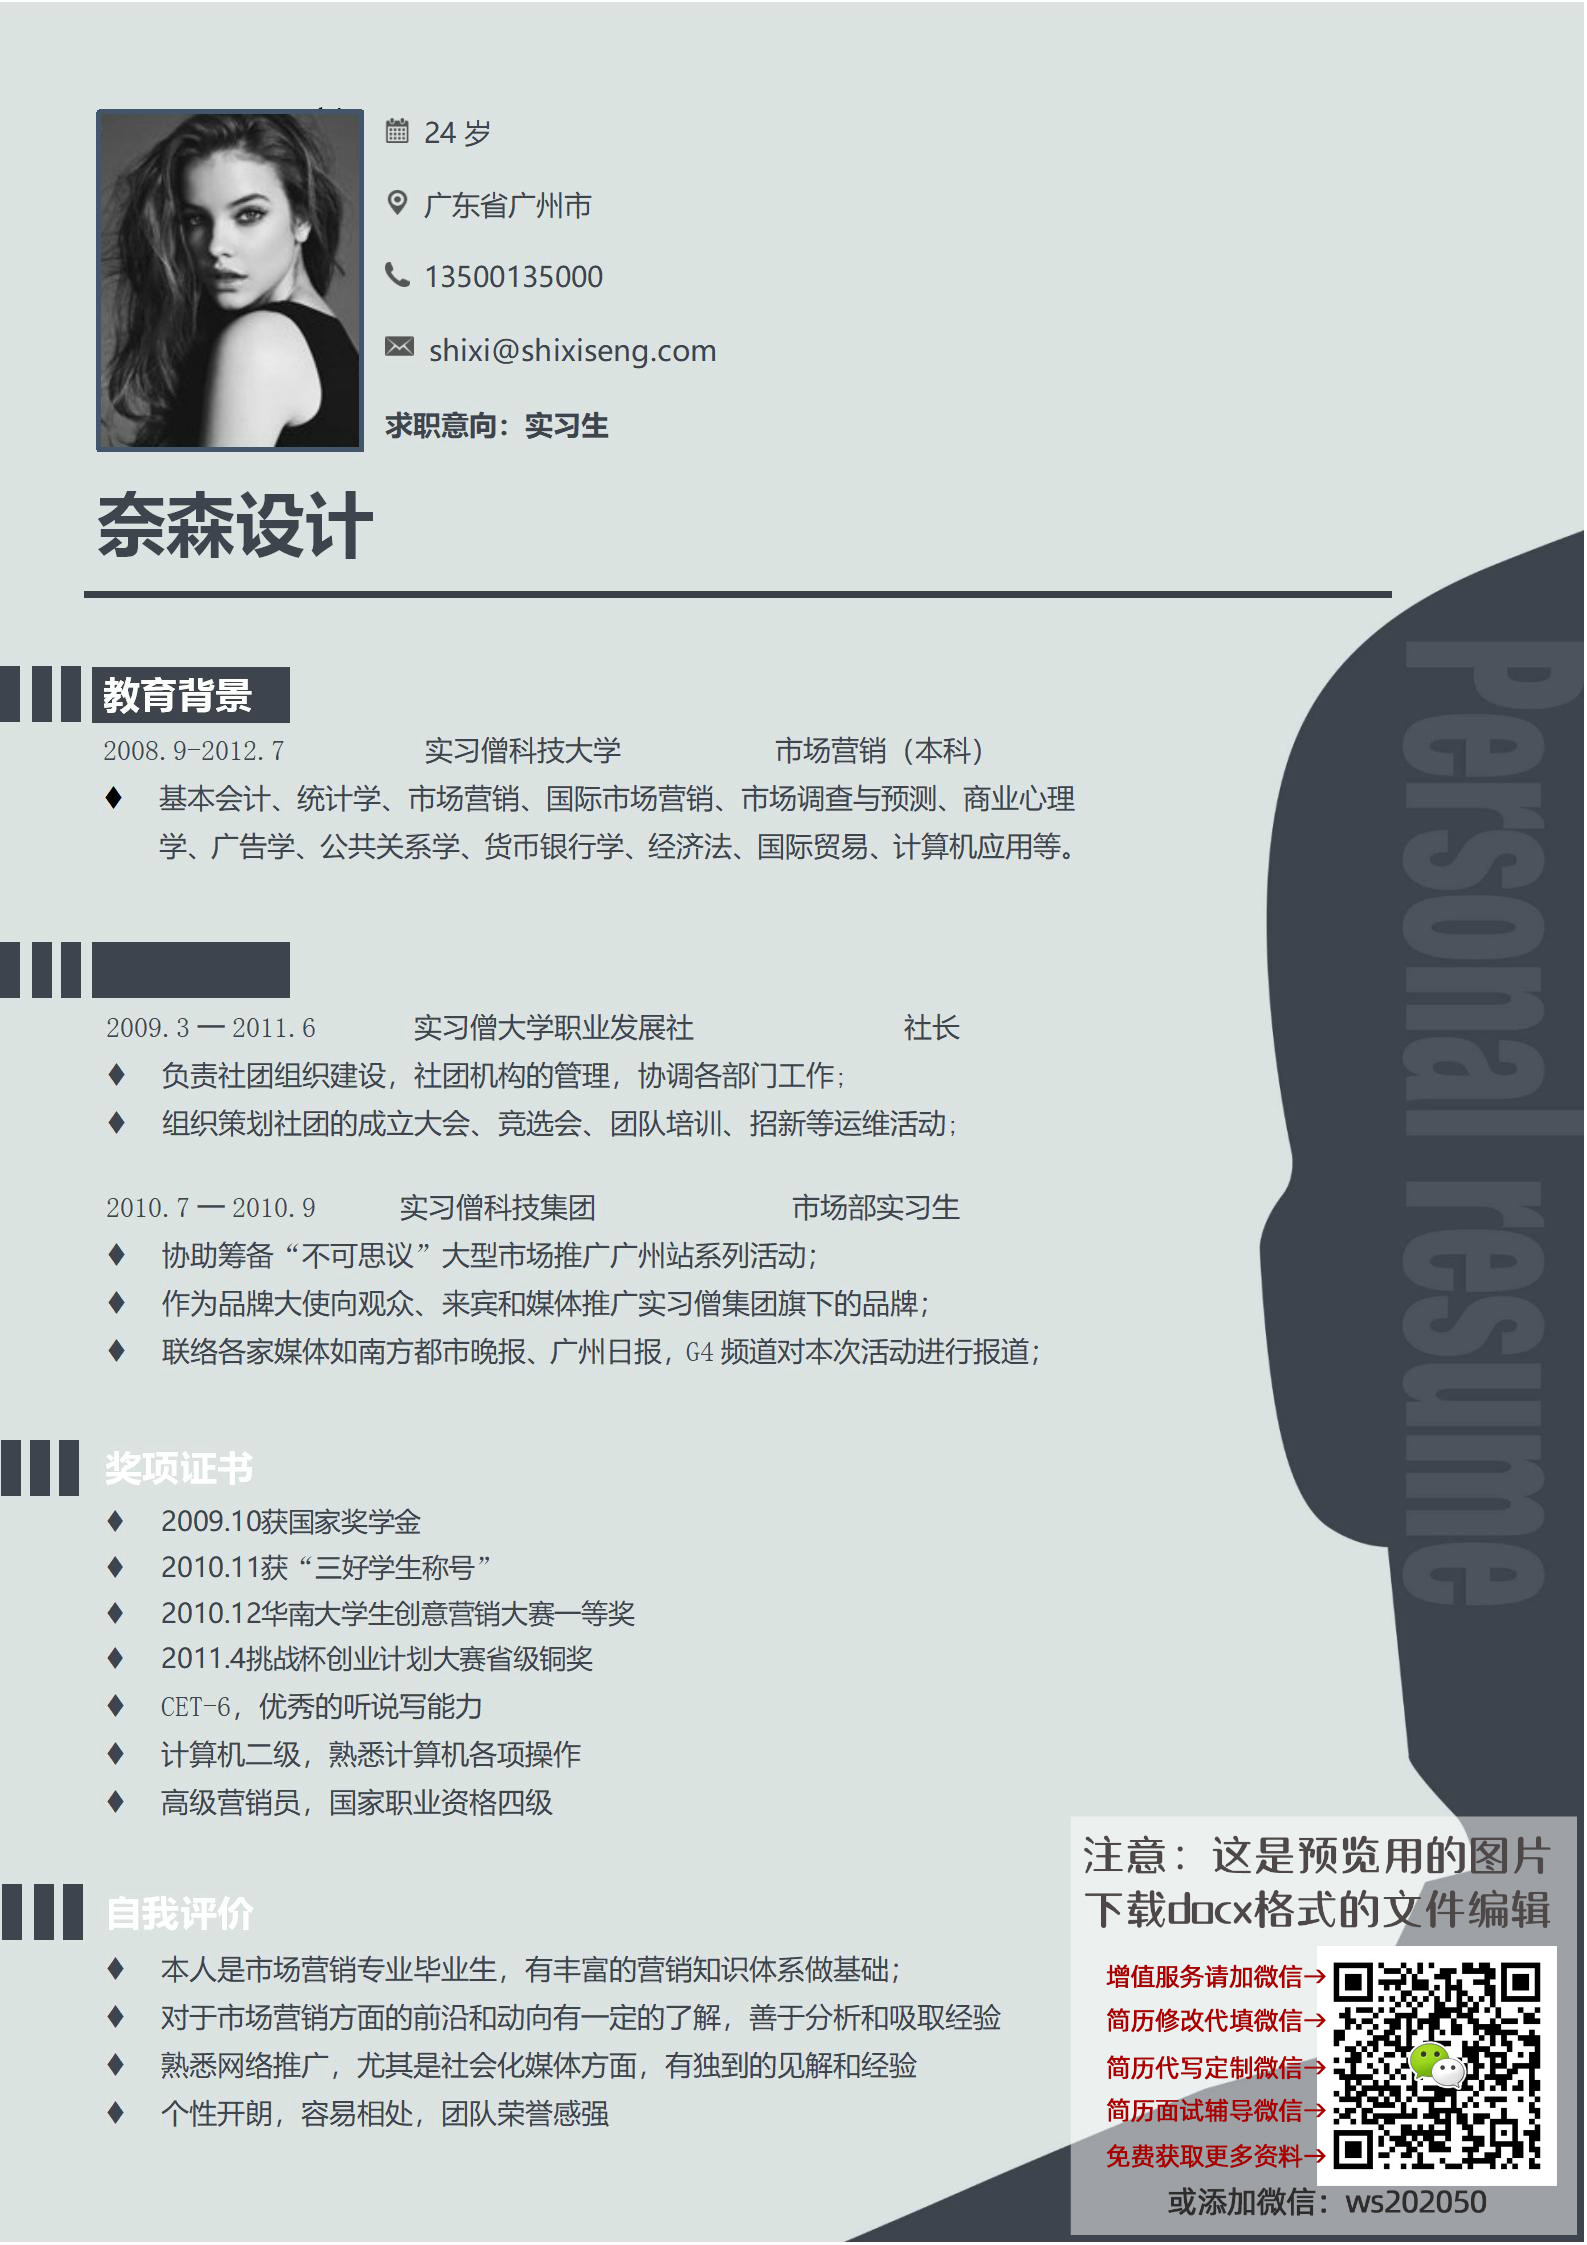 24 岁
广东省广州市
13500135000
shixi@shixiseng.com
求职意向：实习生
奈森设计
教育背景
2008.9-2012.7 实习僧科技大学 市场营销（本科）
♦ 基本会计、统计学、市场营销、国际市场营销、市场调查与预测、商业心理
学、广告学、公共关系学、货币银行学、经济法、国际贸易、计算机应用等。
2009.3 一 2011.6 实习僧大学职业发展社 社长
♦ 负责社团组织建设，社团机构的管理，协调各部门工作；
♦ 组织策划社团的成立大会、竞选会、团队培训、招新等运维活动；
2010.7 一 2010.9 实习僧科技集团 市场部实习生
♦ 协助筹备“不可思议”大型市场推广广州站系列活动；
♦ 作为品牌大使向观众、来宾和媒体推广实习僧集团旗下的品牌；
♦ 联络各家媒体如南方都市晚报、广州日报，G4 频道对本次活动进行报道；
奖项证书
♦ 2009.10获国家奖学金
♦ 2010.11获“三好学生称号”
♦ 2010.12华南大学生创意营销大赛一等奖
♦ 2011.4挑战杯创业计划大赛省级铜奖
♦ CET-6，优秀的听说写能力
♦ 计算机二级，熟悉计算机各项操作
♦ 高级营销员，国家职业资格四级
自我评价
♦ 本人是市场营销专业毕业生，有丰富的营销知识体系做基础；
♦ 对于市场营销方面的前沿和动向有一定的了解，善于分析和吸取经验
♦ 熟悉网络推广，尤其是社会化媒体方面，有独到的见解和经验
♦ 个性开朗，容易相处，团队荣誉感强
Personal resume
注意：这是预览用的图片
下载docx格式的文件编辑
增值服务请加微信→
简历修改代填微信→
简历代写定制微信→
简历面试辅导微信→
免费获取更多资料→
或添加微信：ws202050